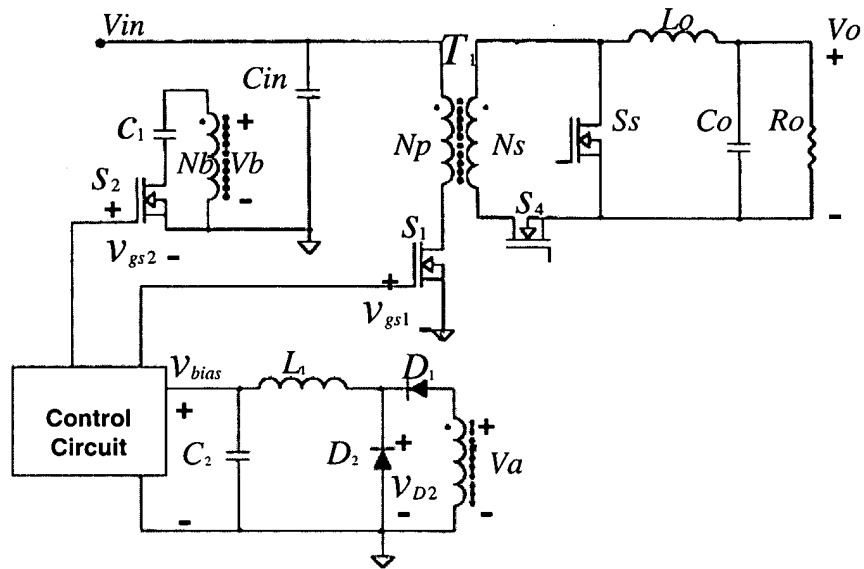 Vin
Lo
Vo
T1
+
Cin
C1
+
Nb
Vb
Np
Ns
Ss
Co
Ro
S2
+
-
S4
-
Vgs2 -
S1
+
Vgs1
-
Vbias
L1
D1
+
Control
Circuit
C2
D2
+
+
Va
VD2
-
-
-